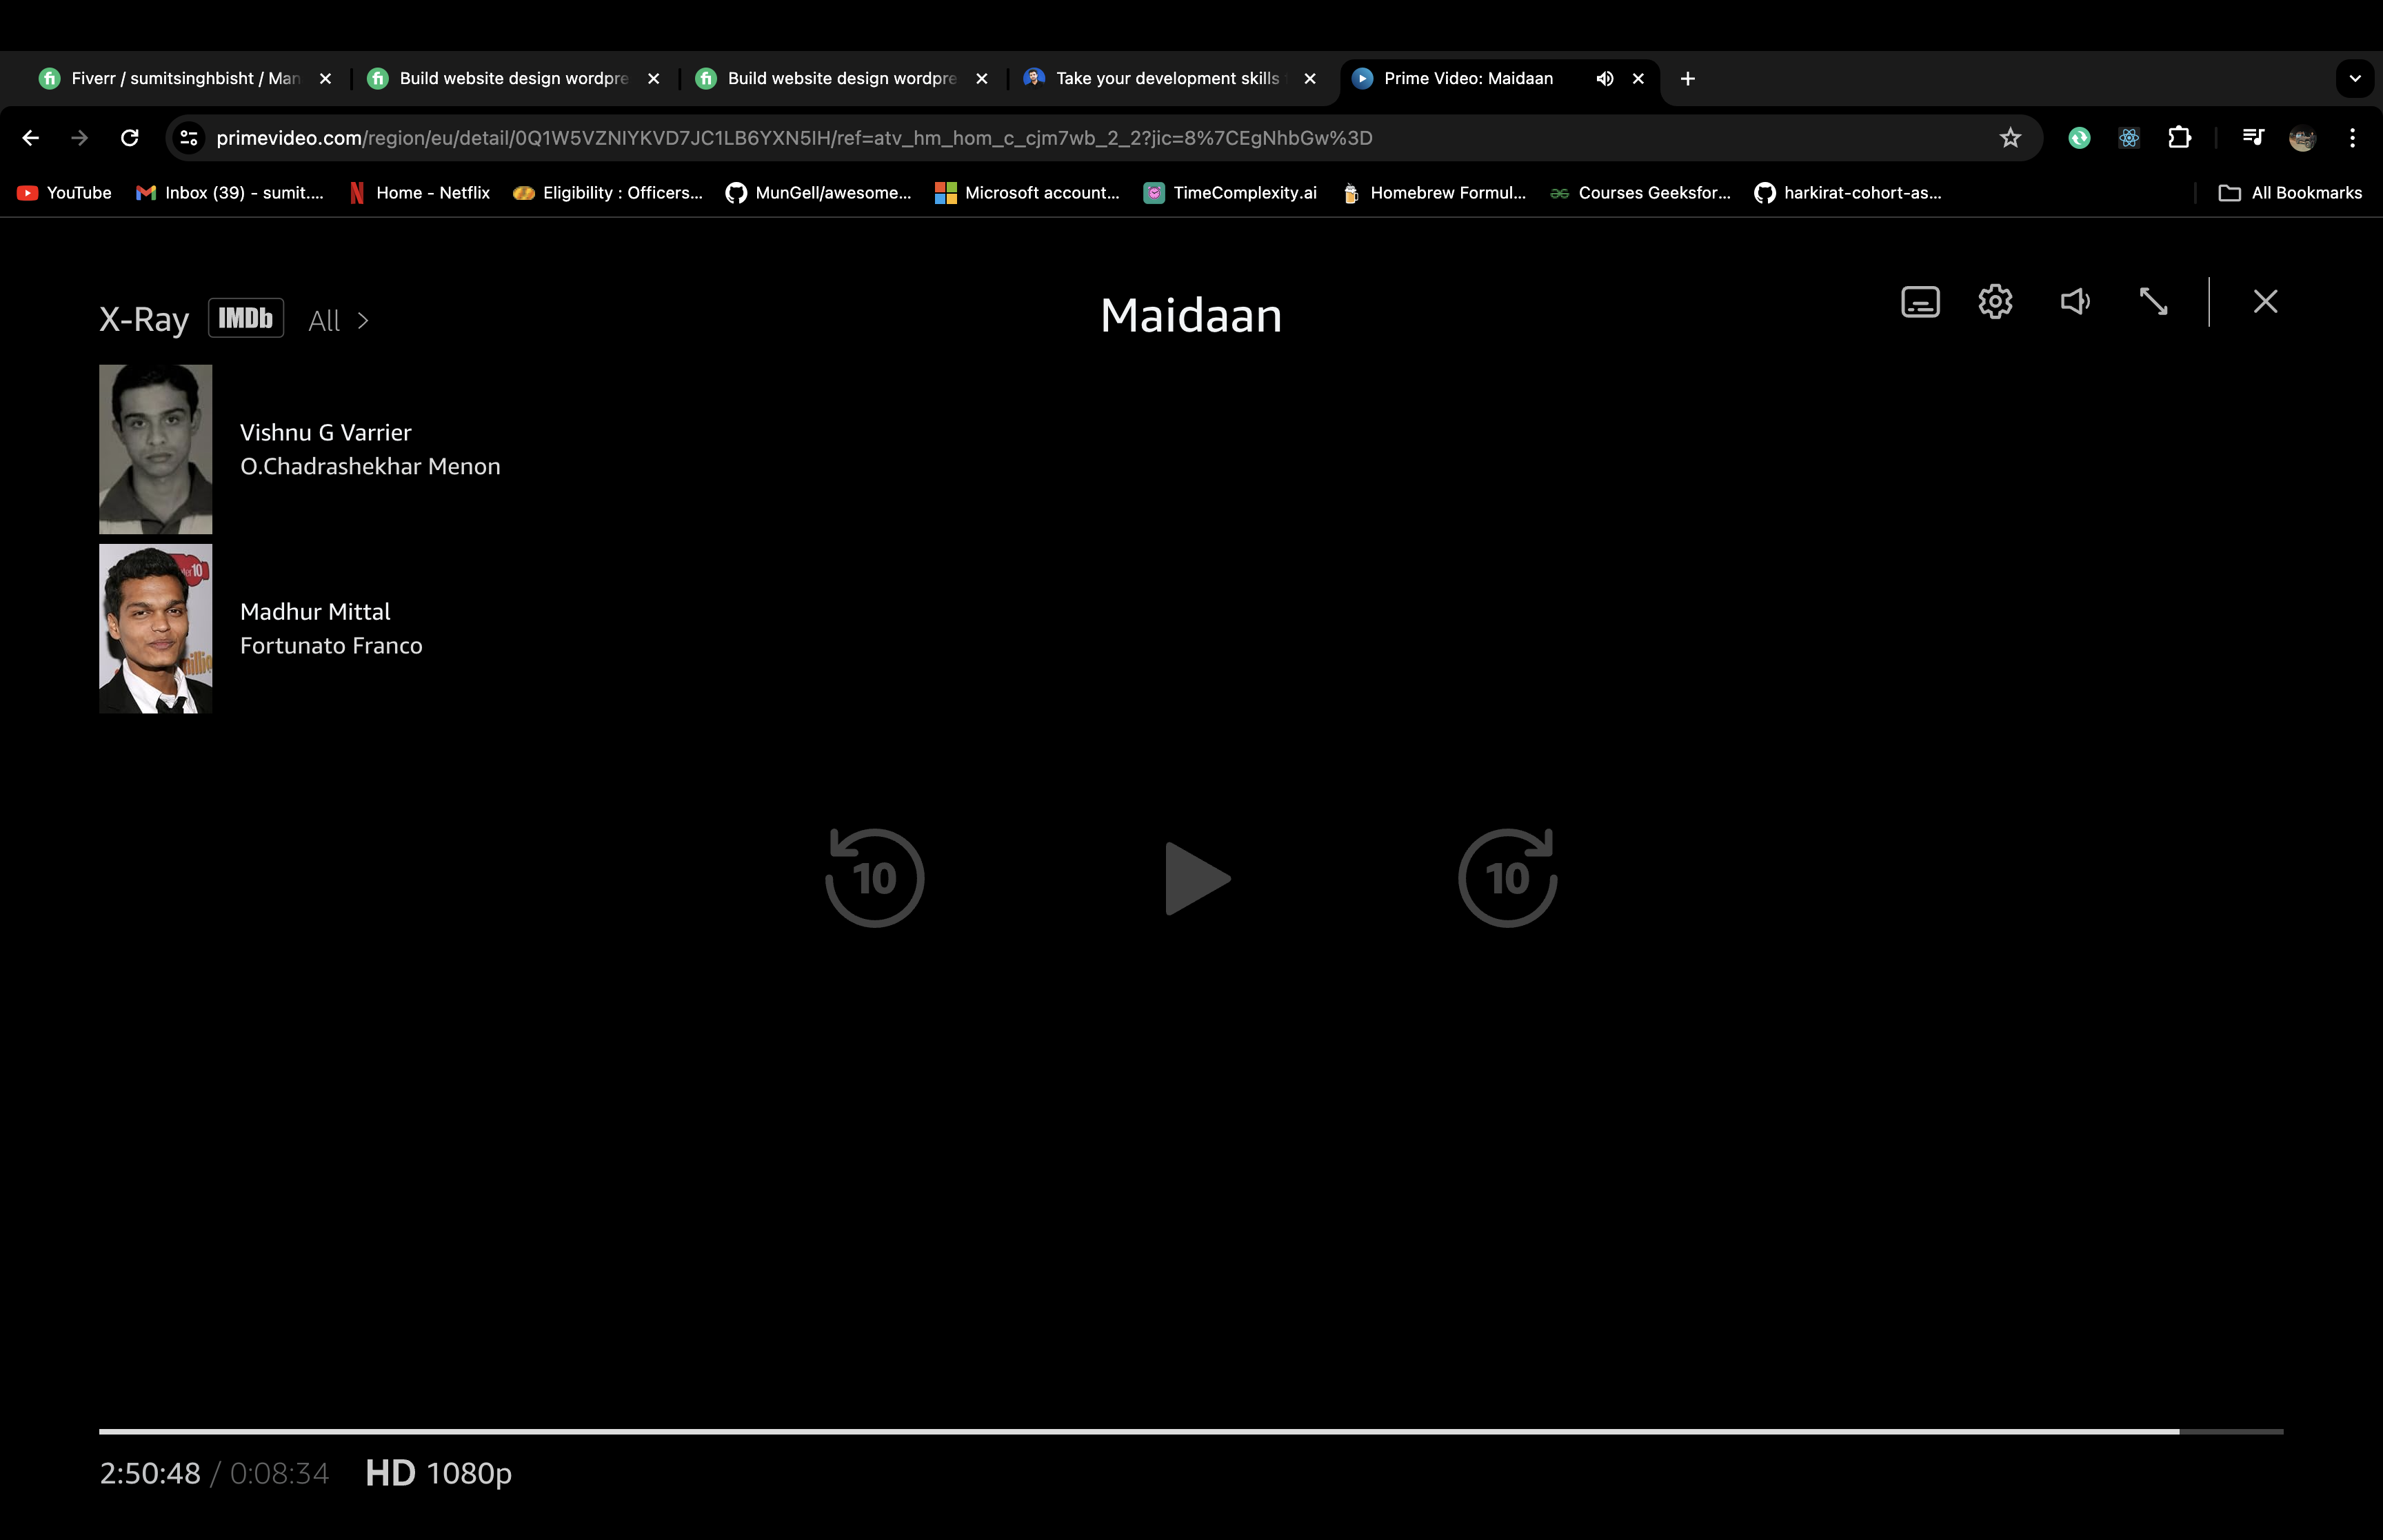 Fiverr / sumitsinghbisht / Man
Build website design wordpre
Build website design wordpre
Take your development skills
Prime Video: Maidaan
primevideo.com/region/eu/detail/0Q1W5VZNIYKVD7JC1LB6YXN5IH/ref=atv_hm_hom_c_cjm7wb_2_2?jic=8%7CEgNhbGw%3D
YouTube
Inbox (39) - sumit....
Home - Netflix
Eligibility : Officers...
MunGell/awesome...
Microsoft account...
TimeComplexity.ai
Homebrew Formul...
Courses Geeksfor...
harkirat-cohort-as...
All Bookmarks
X-Ray IMDb All >
Maidaan
Vishnu G Varrier
O.Chadrashekhar Menon
Madhur Mittal
Fortunato Franco
10
10
2:50:48 / 0:08:34 HD 1080p